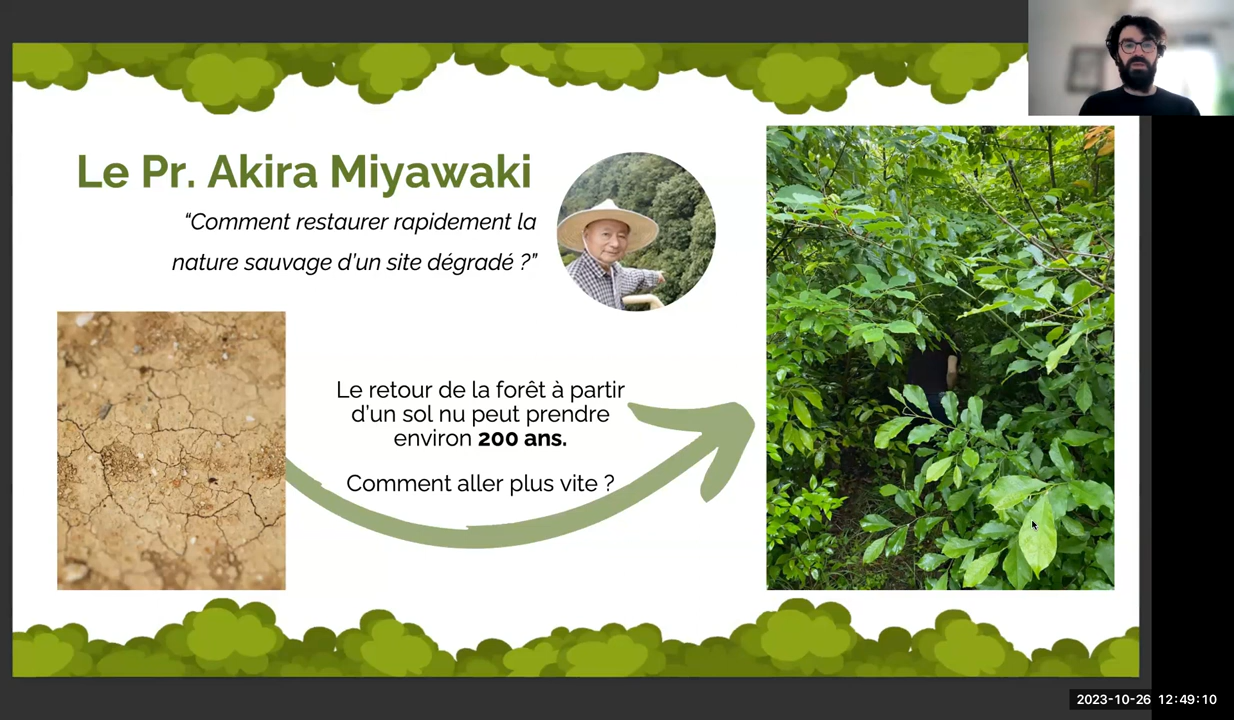 Le Pr. Akira Miyawaki
“Comment restaurer rapidement la
nature sauvage d’un site dégradé ?”
Le retour de la forêt à partir
d’un sol nu peut prendre
environ 200 ans.
Comment aller plus vite ?
2023-10-26 12:49:10